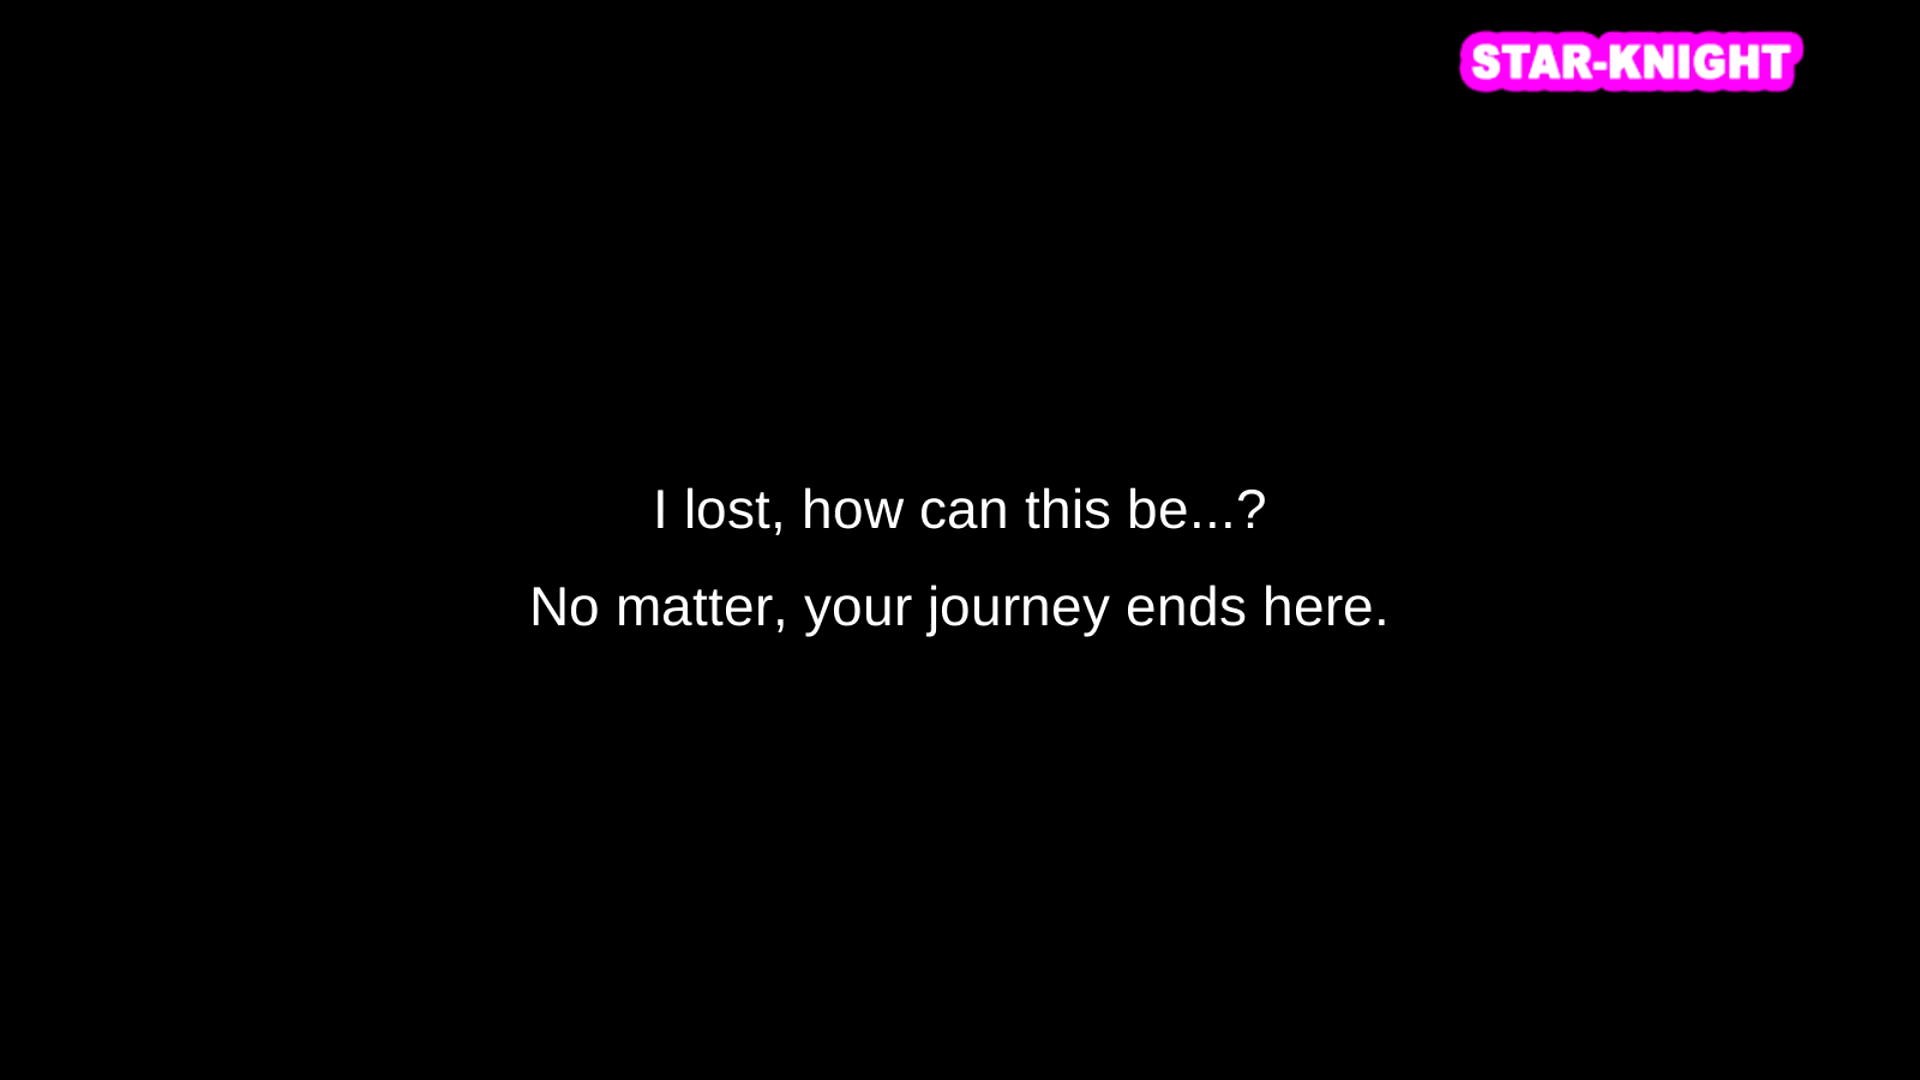 STAR-KNIGHT
I lost, how can this be...?
No matter, your journey ends here.